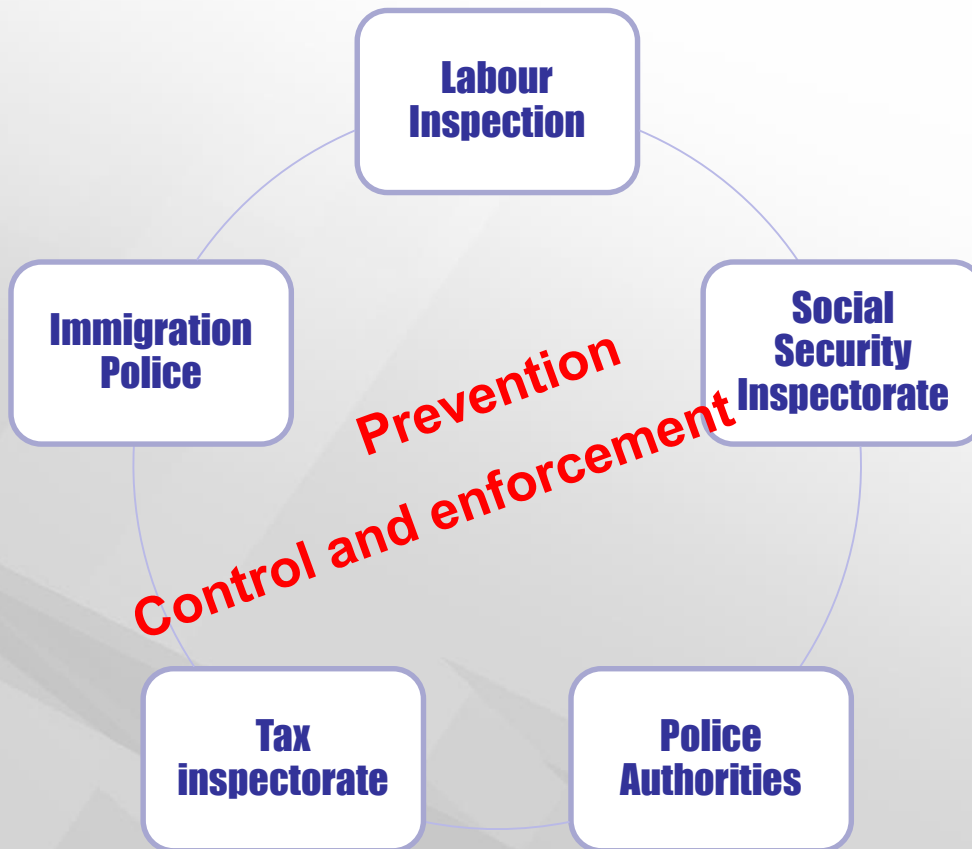 Labour
Inspection
Immigration
Police
Social
Security
Inspectorate
Prevention
Control and enforcement
Tax
inspectorate
Police
Authorities